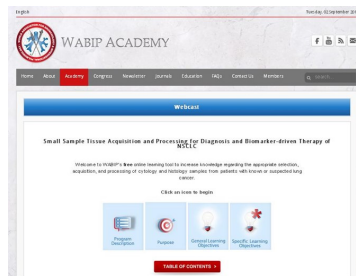 English
Tuesday, 02 September
WABIP ACADEMY
Home About Academy Congress Newsletter Journals Education FAQs Contact Us Members
Search...
Webcast
Small Sample Tissue Acquisition and Processing for Diagnosis and Biomarker-driven Therapy of
NSCLC
Welcome to WABIP's free online learning tool to increase knowledge regarding the appropriate selection,
acquisition, and processing of cytology and histology samples from patients with known or suspected lung
cancer.
Click an icon to begin
Program
Description
Purpose
General Learning
Objectives
Specific Learning
Objectives
TABLE OF CONTENTS